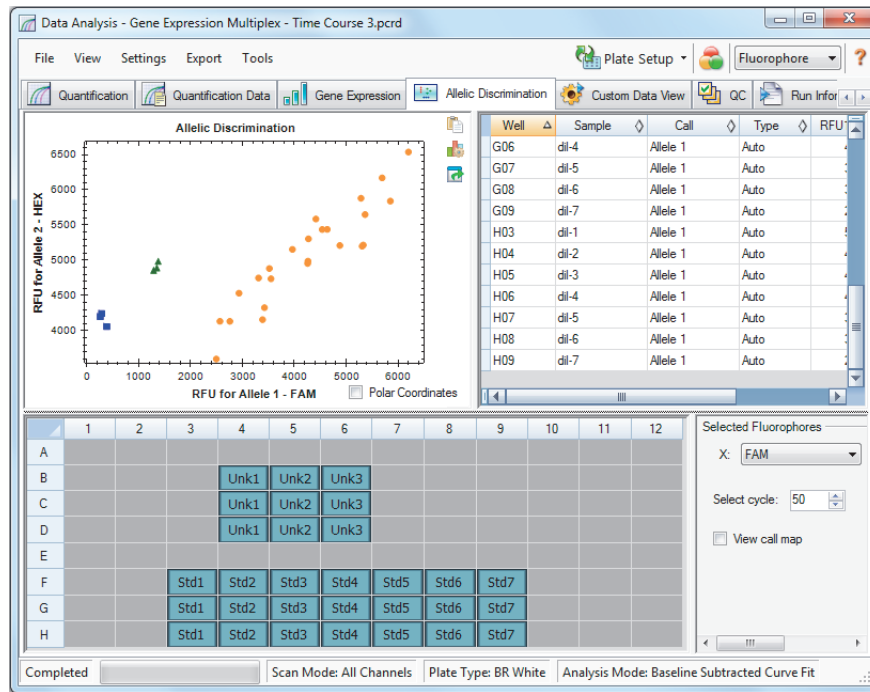 Data Analysis - Gene Expression Multiplex - Time Course 3.pcrd
File View Settings Export Tools Plate Setup Fluorophore ?
Quantification Quantification Data Gene Expression Allelic Discrimination Custom Data View QC Run Infor
Allelic Discrimination
6500
6000
5500
5000
4500
4000
RFU for Allele 2 - HEX
0 1000 2000 3000 4000 5000 6000
RFU for Allele 1 - FAM
Polar Coordinates
Well Sample Call Type RFU
G06 dil-4 Allele 1 Auto
G07 dil-5 Allele 1 Auto
G08 dil-6 Allele 1 Auto
G09 dil-7 Allele 1 Auto
H03 dil-1 Allele 1 Auto
H04 dil-2 Allele 1 Auto
H05 dil-3 Allele 1 Auto
H06 dil-4 Allele 1 Auto
H07 dil-5 Allele 1 Auto
H08 dil-6 Allele 1 Auto
H09 dil-7 Allele 1 Auto
1 2 3 4 5 6 7 8 9 10 11 12
A
B Unk1 Unk2 Unk3
C Unk1 Unk2 Unk3
D Unk1 Unk2 Unk3
E
F Std1 Std2 Std3 Std4 Std5 Std6 Std7
G Std1 Std2 Std3 Std4 Std5 Std6 Std7
H Std1 Std2 Std3 Std4 Std5 Std6 Std7
Selected Fluorophores
X: FAM
Select cycle: 50
View call map
Completed Scan Mode: All Channels Plate Type: BR White Analysis Mode: Baseline Subtracted Curve Fit